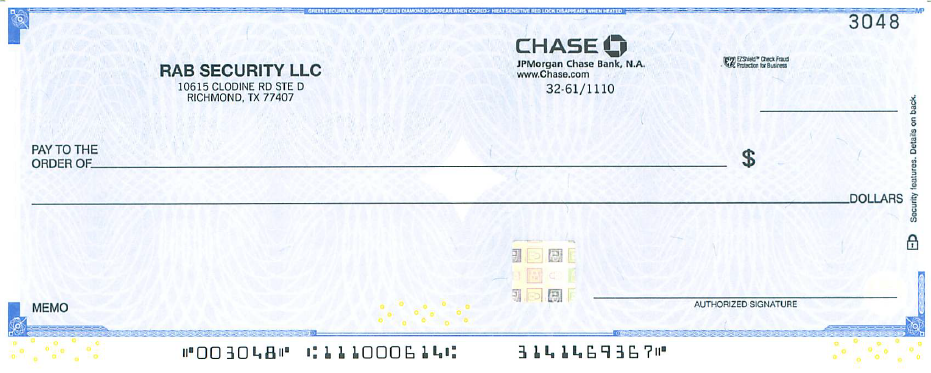 GREEN SECURELINK CHAIN AND GREEN DIAMOND DISAPPEAR WHEN COPIED • HEAT SENSITIVE RED LOCK DISAPPEARS WHEN HEATED
3048
CHASE
JPMorgan Chase Bank, N.A.
www.Chase.com
32-61/1110
EZShield™ Check Fraud
Protection for Business
RAB SECURITY LLC
10615 CLODINE RD STE D
RICHMOND, TX 77407
PAY TO THE
ORDER OF
$
DOLLARS
Security features. Details on back.
MEMO
AUTHORIZED SIGNATURE
⑈003048⑈ ⑆111000614⑆ 3141469367⑈